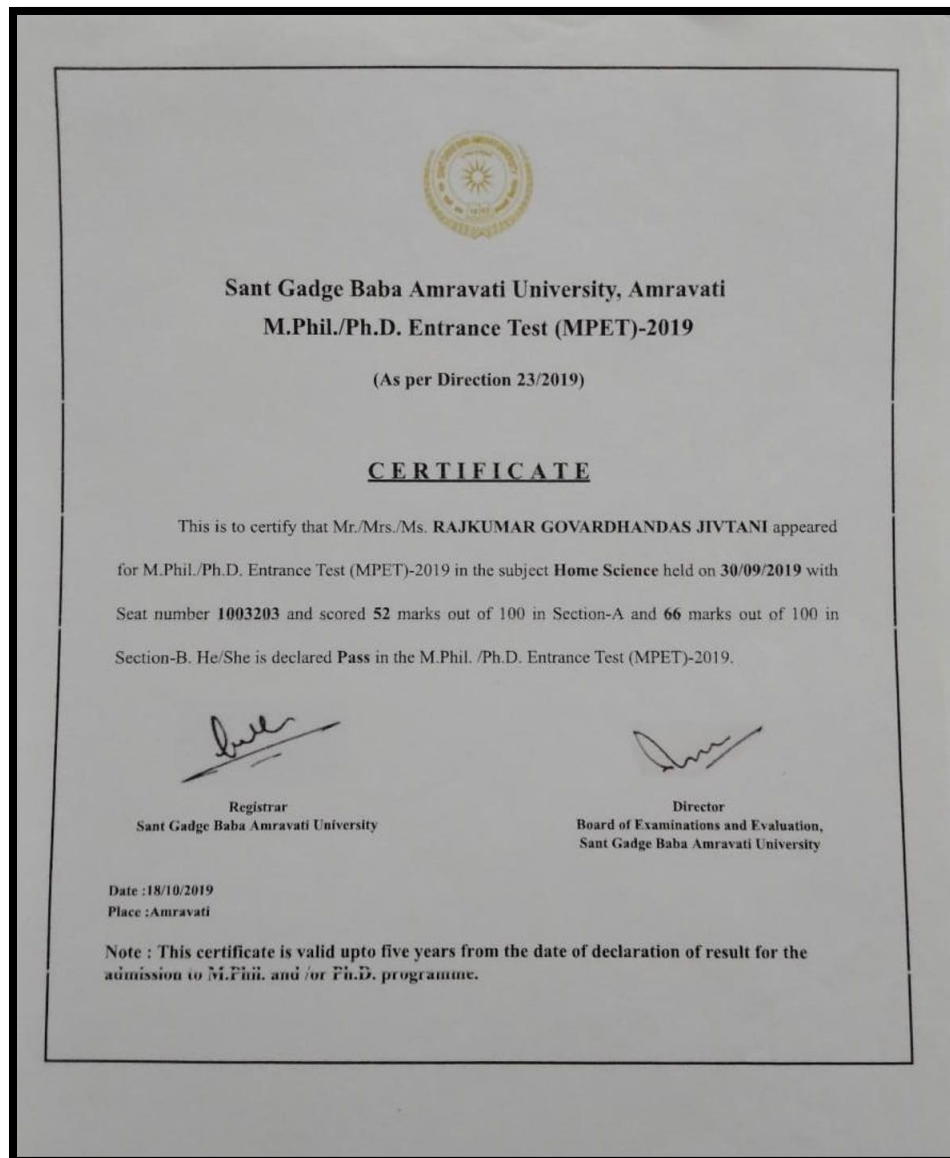 Sant Gadge Baba Amravati University, Amravati
M.Phil./Ph.D. Entrance Test (MPET)-2019
(As per Direction 23/2019)
CERTIFICATE
This is to certify that Mr./Mrs./Ms. RAJKUMAR GOVARDHANDAS JIVTANI appeared
for M.Phil./Ph.D. Entrance Test (MPET)-2019 in the subject Home Science held on 30/09/2019 with
Seat number 1003203 and scored 52 marks out of 100 in Section-A and 66 marks out of 100 in
Section-B. He/She is declared Pass in the M.Phil. /Ph.D. Entrance Test (MPET)-2019.
Registrar
Sant Gadge Baba Amravati University
Director
Board of Examinations and Evaluation,
Sant Gadge Baba Amravati University
Date :18/10/2019
Place :Amravati
Note : This certificate is valid upto five years from the date of declaration of result for the
admission to M.Phil. and /or Ph.D. programme.